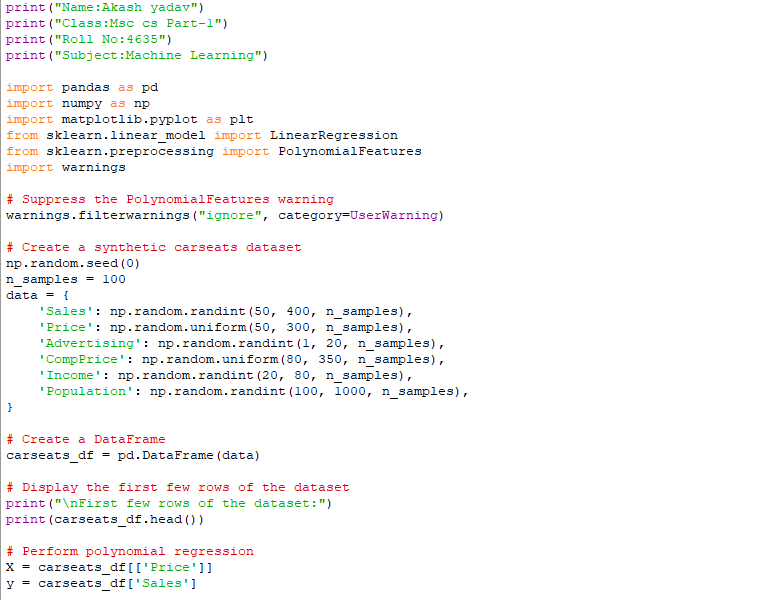 print("Name:Akash yadav")
print("Class:Msc cs Part-1")
print("Roll No:4635")
print("Subject:Machine Learning")

import pandas as pd
import numpy as np
import matplotlib.pyplot as plt
from sklearn.linear_model import LinearRegression
from sklearn.preprocessing import PolynomialFeatures
import warnings

# Suppress the PolynomialFeatures warning
warnings.filterwarnings("ignore", category=UserWarning)

# Create a synthetic carseats dataset
np.random.seed(0)
n_samples = 100
data = {
    'Sales': np.random.randint(50, 400, n_samples),
    'Price': np.random.uniform(50, 300, n_samples),
    'Advertising': np.random.randint(1, 20, n_samples),
    'CompPrice': np.random.uniform(80, 350, n_samples),
    'Income': np.random.randint(20, 80, n_samples),
    'Population': np.random.randint(100, 1000, n_samples),
}

# Create a DataFrame
carseats_df = pd.DataFrame(data)

# Display the first few rows of the dataset
print("\nFirst few rows of the dataset:")
print(carseats_df.head())

# Perform polynomial regression
X = carseats_df[['Price']]
y = carseats_df['Sales']